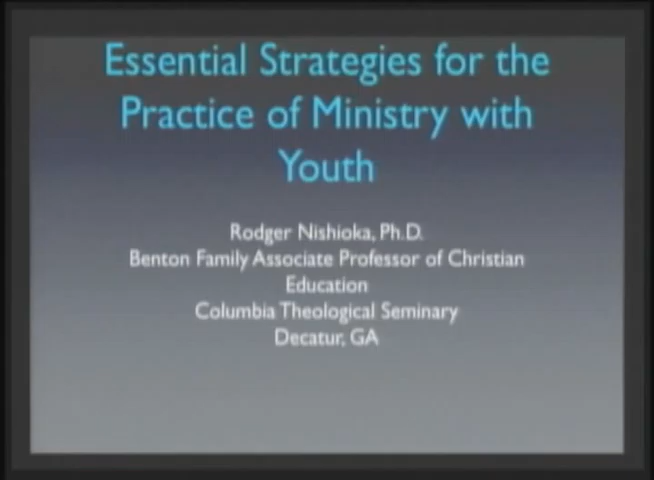 Essential Strategies for the
Practice of Ministry with
Youth
Rodger Nishioka, Ph.D.
Benton Family Associate Professor of Christian
Education
Columbia Theological Seminary
Decatur, GA